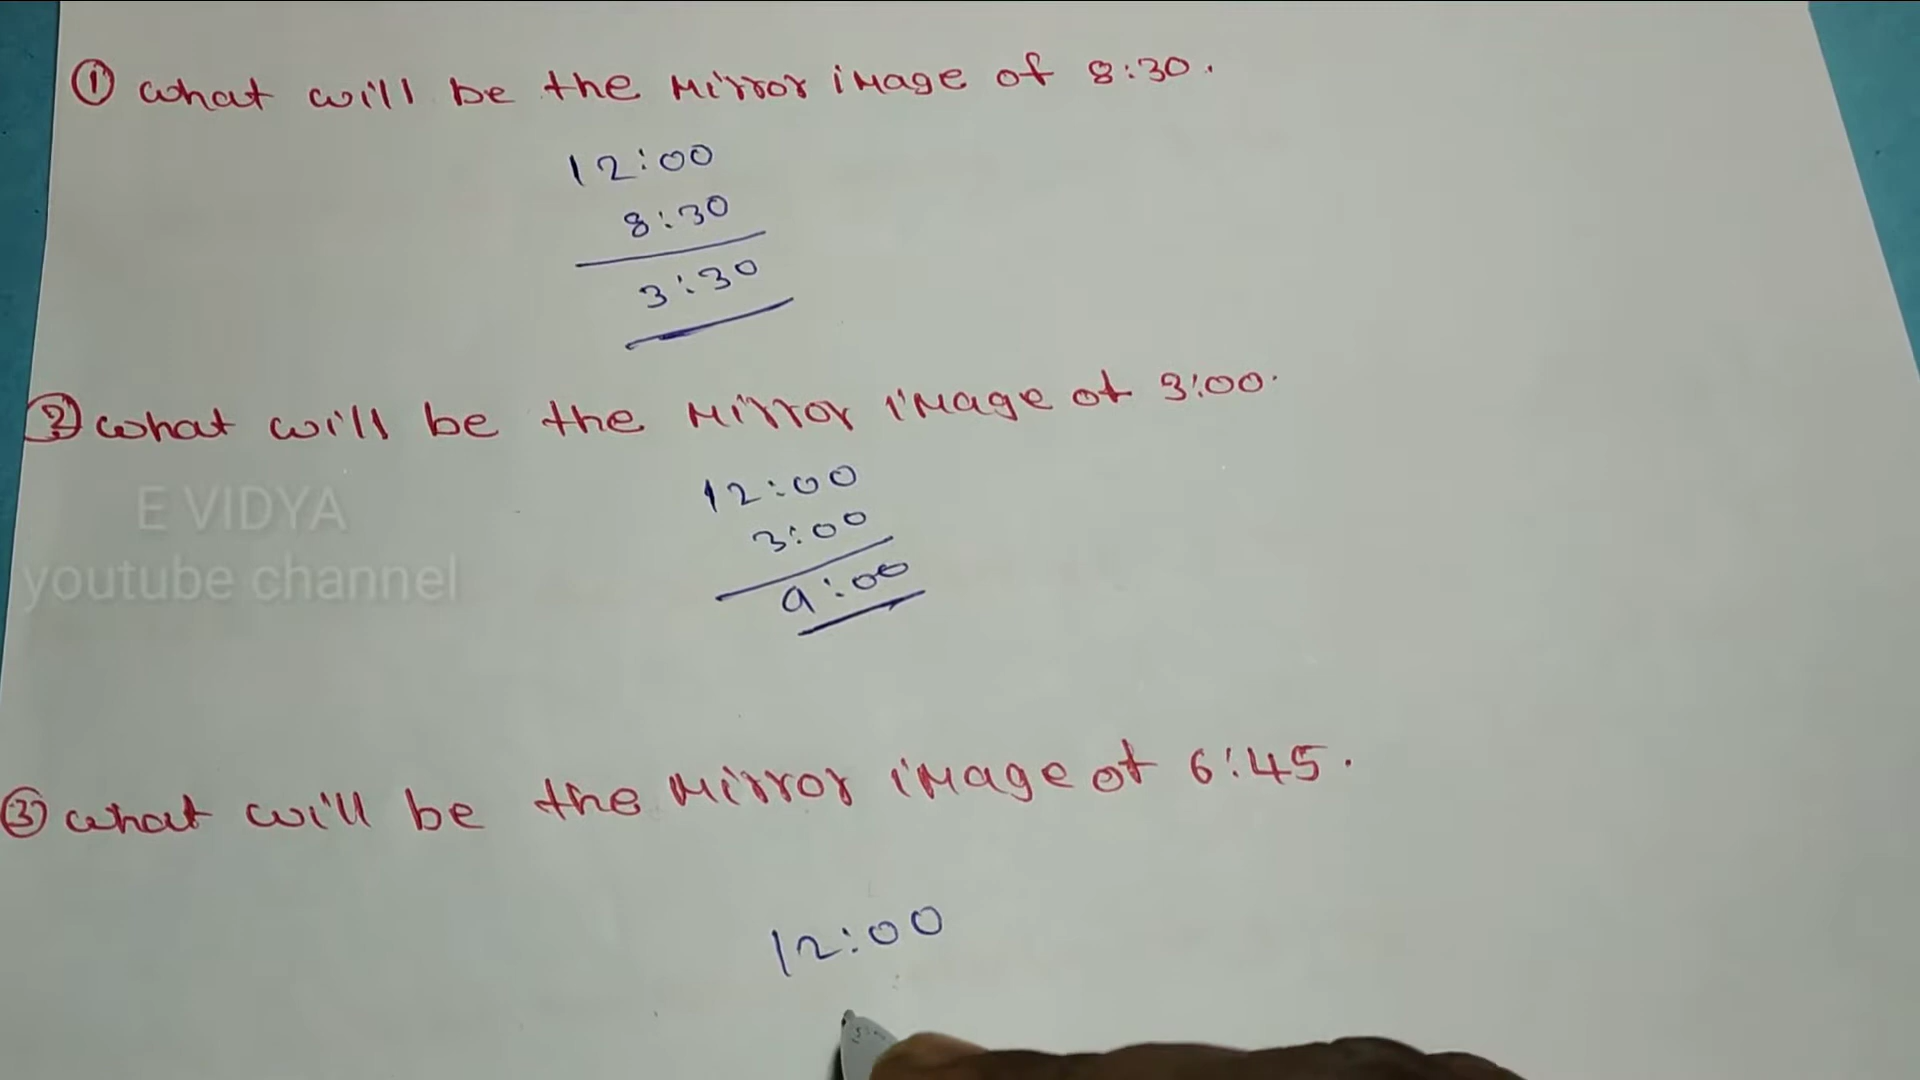 ① what will be the Mirror image of 8:30.
12:00
8:30
3:30
② what will be the Mirror image of 3:00.
E VIDYA
youtube channel
12:00
3:00
9:00
③ what will be the Mirror image of 6:45.
12:00